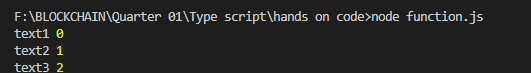 F:\BLOCKCHAIN\Quarter 01\Type script\hands on code>node function.js
text1 0
text2 1
text3 2